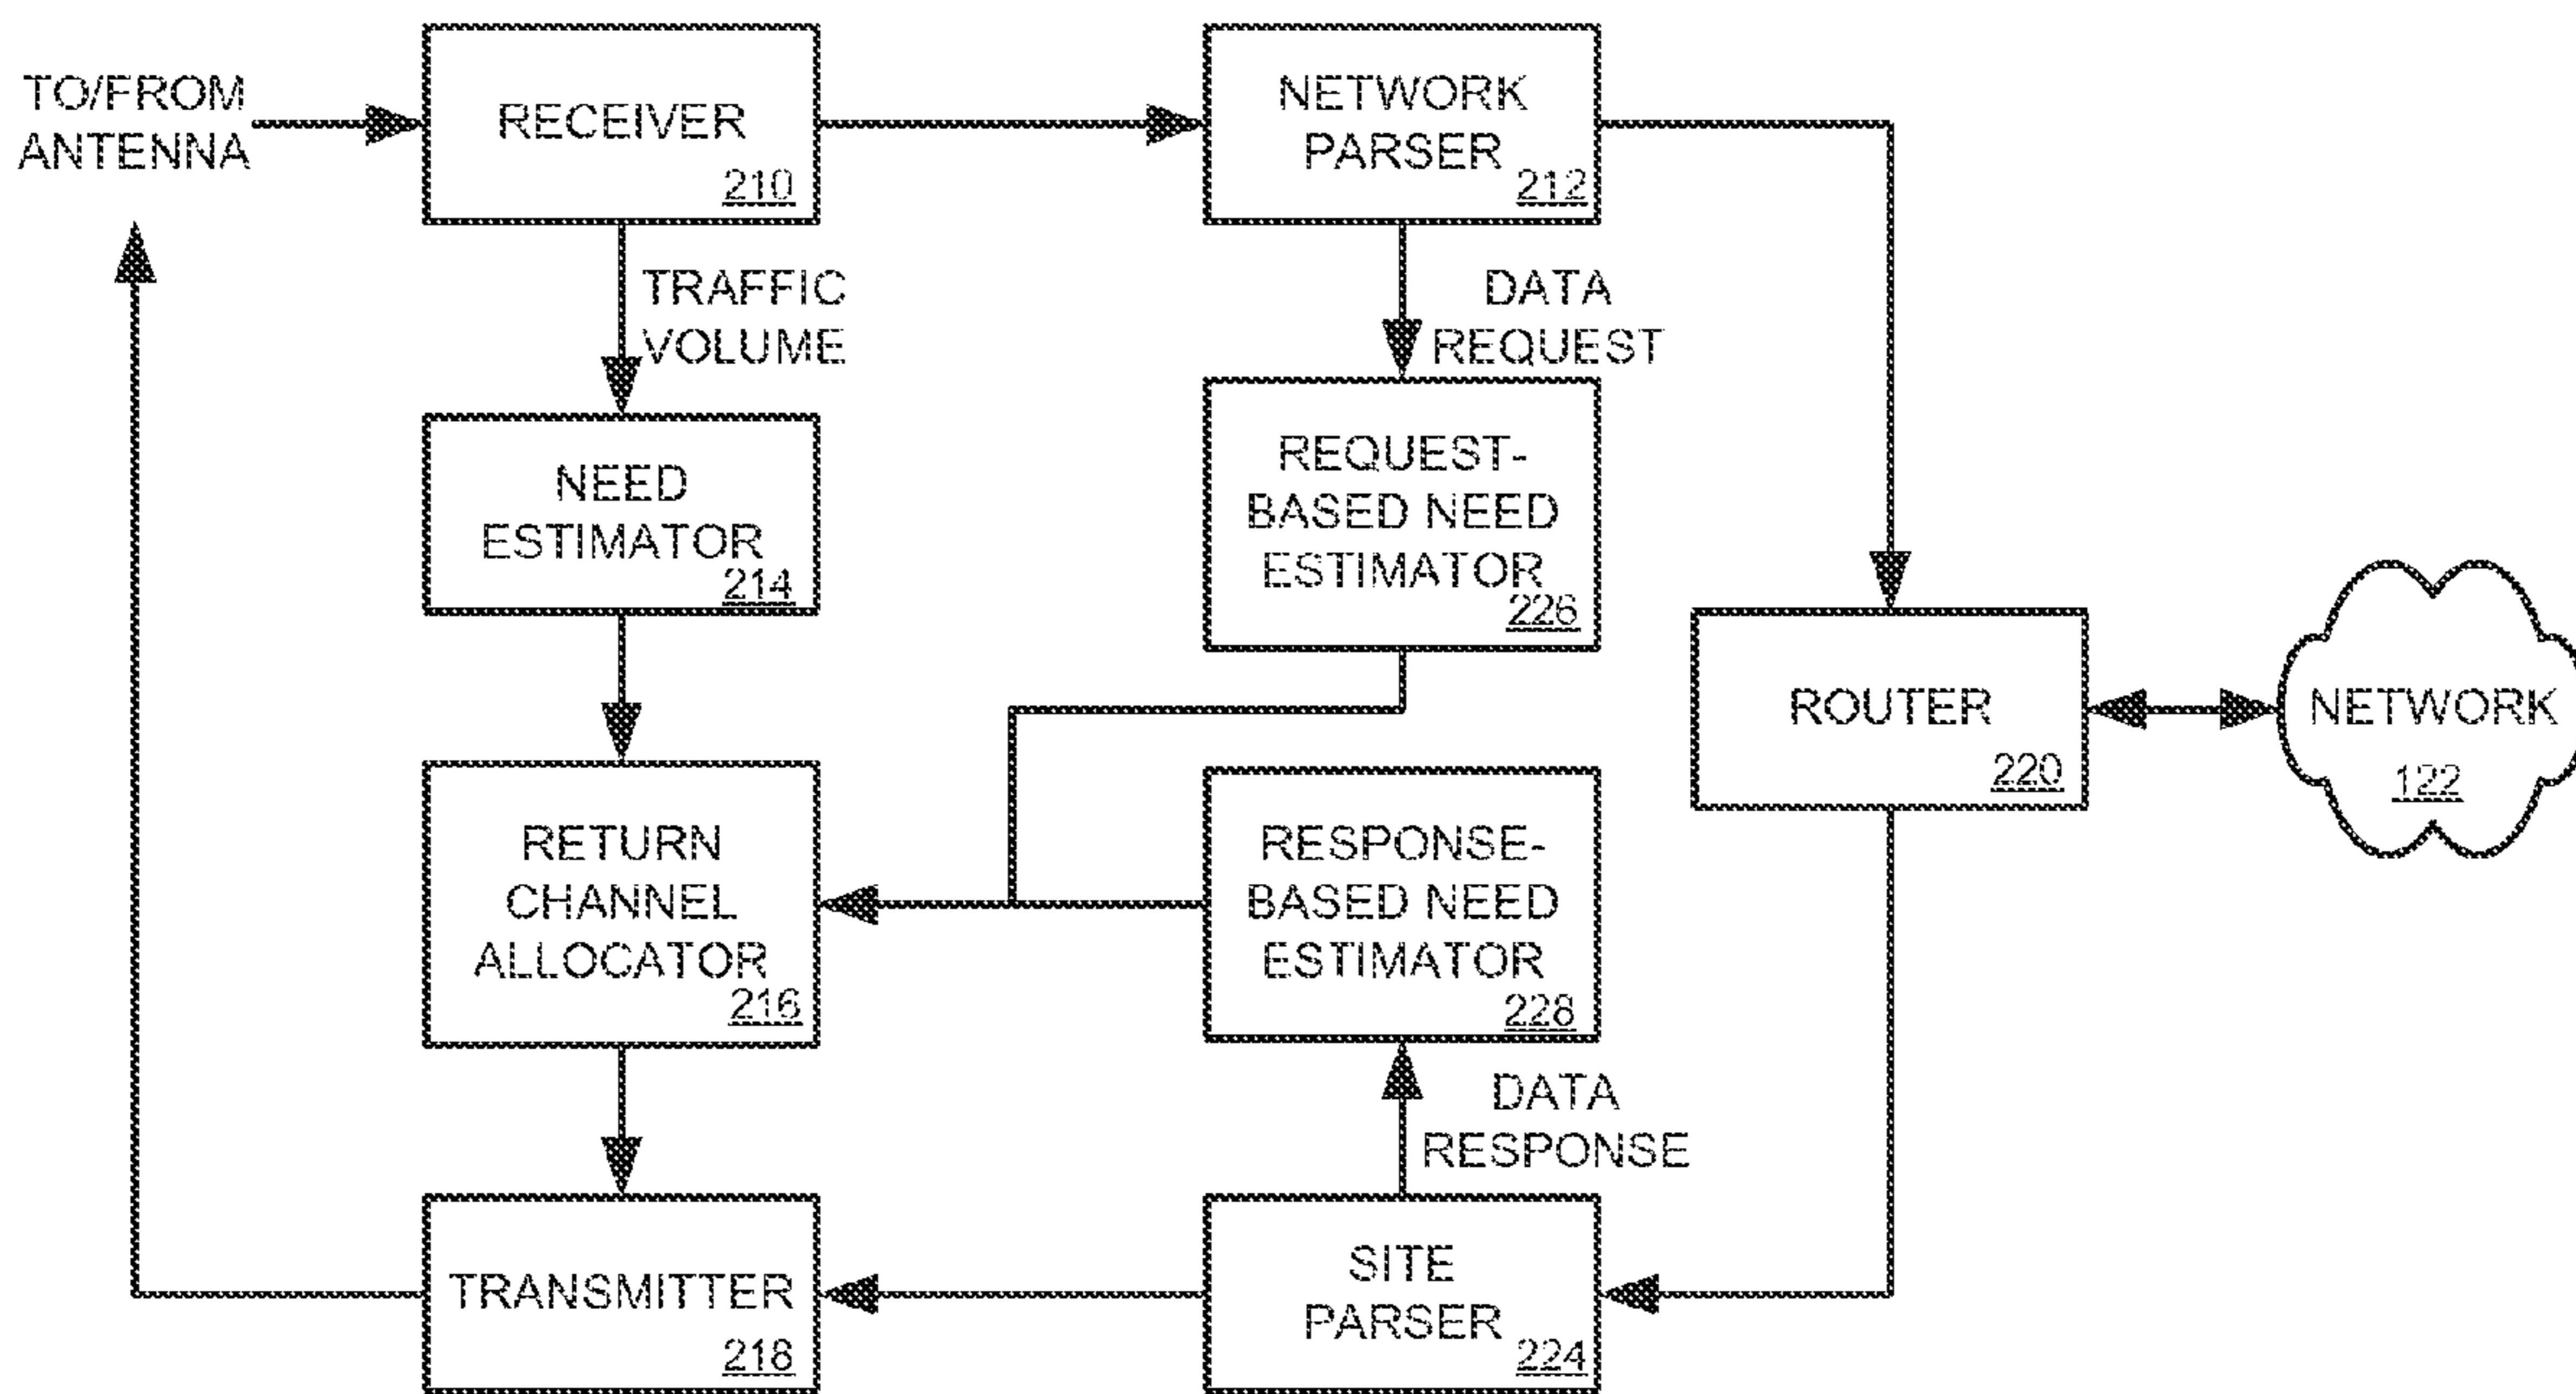 TO/FROM
ANTENNA
RECEIVER
210
NETWORK
PARSER
212
TRAFFIC
VOLUME
DATA
REQUEST
NEED
ESTIMATOR
214
REQUEST-
BASED NEED
ESTIMATOR
226
ROUTER
220
NETWORK
122
RETURN
CHANNEL
ALLOCATOR
216
RESPONSE-
BASED NEED
ESTIMATOR
228
DATA
RESPONSE
TRANSMITTER
218
SITE
PARSER
224